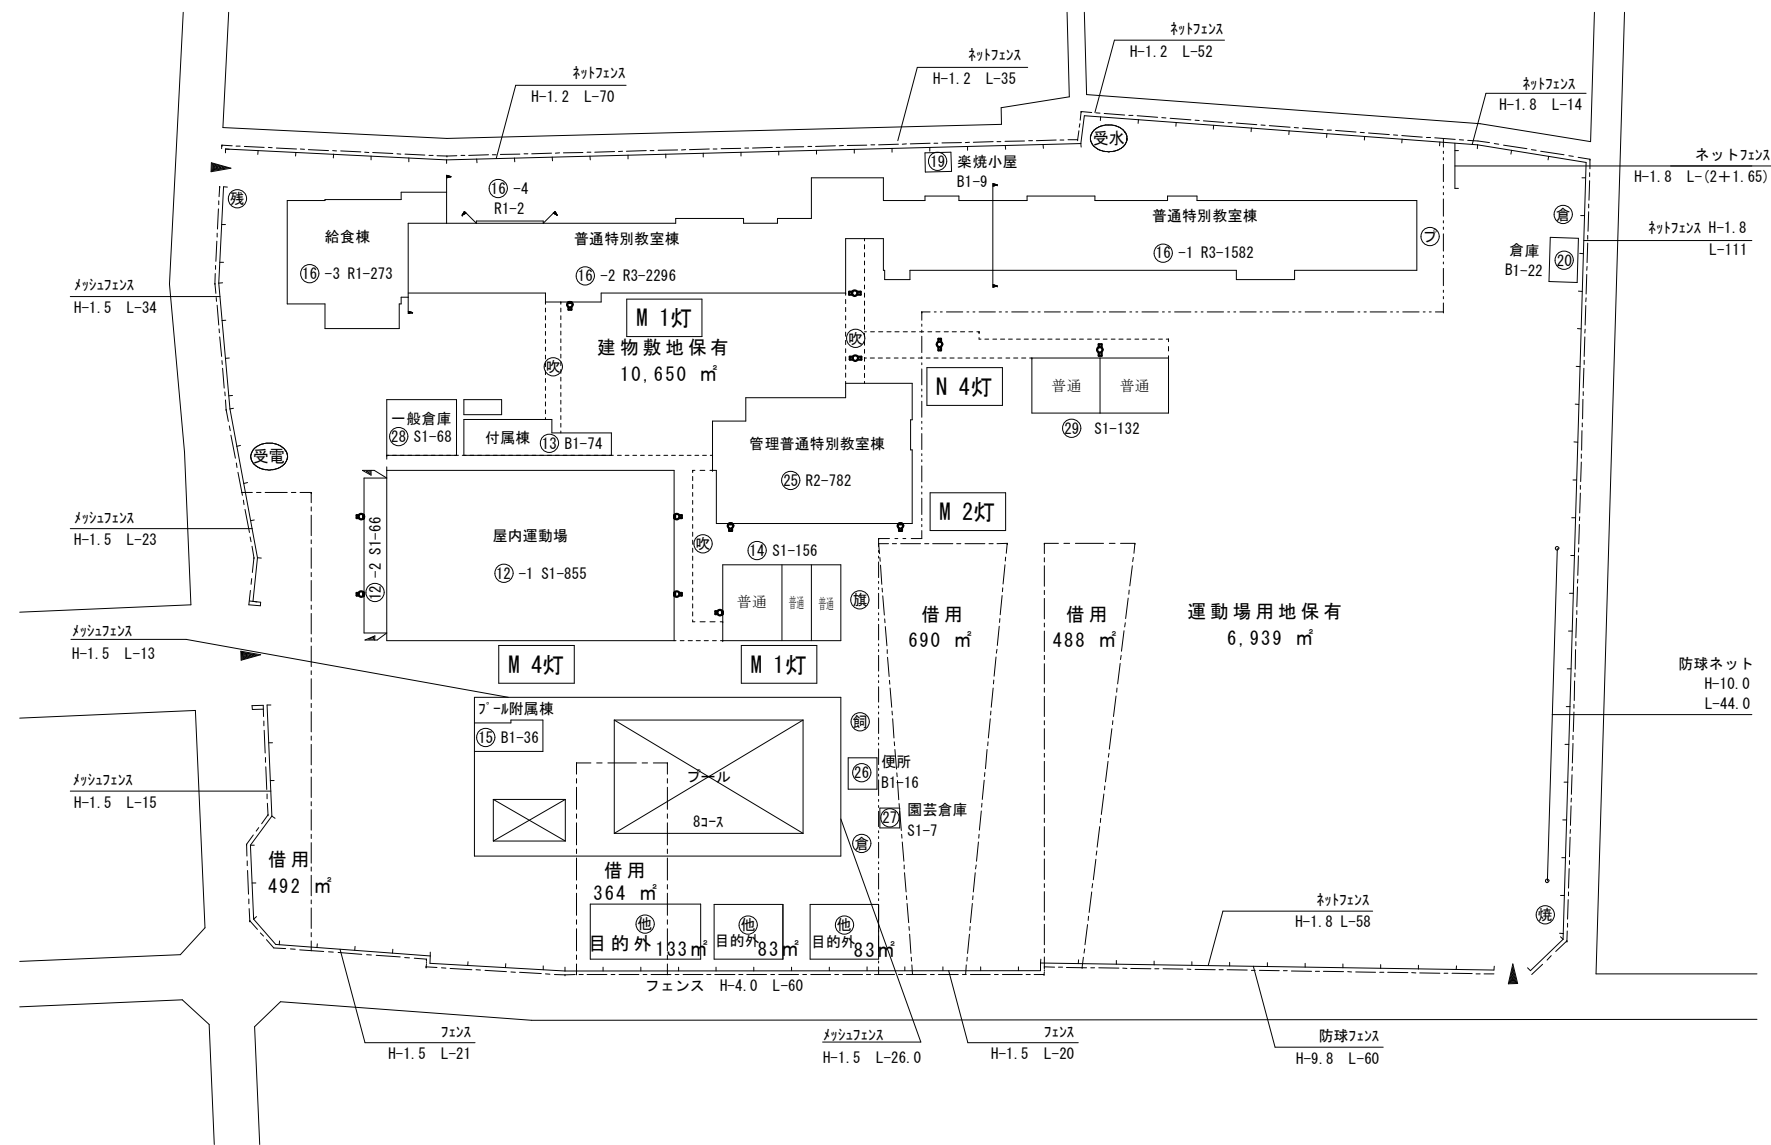 ネットフェンス
H-1.2 L-52
ネットフェンス
H-1.2 L-35
ネットフェンス
H-1.2 L-70
ネットフェンス
H-1.8 L-14
受水
⑲ 楽焼小屋
B1-9
ネットフェンス
H-1.8 L-(2+1.65)
残
⑯-4
R1-2
給食棟
⑯-3 R1-273
普通特別教室棟
⑯-2 R3-2296
普通特別教室棟
⑯-1 R3-1582
プ
倉
倉庫
B1-22
⑳
ネットフェンス H-1.8
L-111
メッシュフェンス
H-1.5 L-34
M 1灯
建物敷地保有
10,650 ㎡
吹
吹
N 4灯
普通
普通
㉙ S1-132
一般倉庫
㉘ S1-68
付属棟
⑬ B1-74
管理普通特別教室棟
㉕ R2-782
受電
メッシュフェンス
H-1.5 L-23
M 2灯
屋内運動場
⑫-1 S1-855
⑫-2 S1-66
吹
⑭ S1-156
普通
普通
普通
旗
借用
690 ㎡
借用
488 ㎡
運動場用地保有
6,939 ㎡
メッシュフェンス
H-1.5 L-13
M 4灯
M 1灯
防球ネット
H-10.0
L-44.0
プール附属棟
⑮ B1-36
プール
8コース
飼
㉖
便所
B1-16
㉗
園芸倉庫
S1-7
倉
メッシュフェンス
H-1.5 L-15
借用
492 ㎡
借用
364 ㎡
他
目的外 133㎡
他
目的外 83㎡
他
目的外 83㎡
ネットフェンス
H-1.8 L-58
焼
フェンス H-4.0 L-60
フェンス
H-1.5 L-21
メッシュフェンス
H-1.5 L-26.0
フェンス
H-1.5 L-20
防球フェンス
H-9.8 L-60